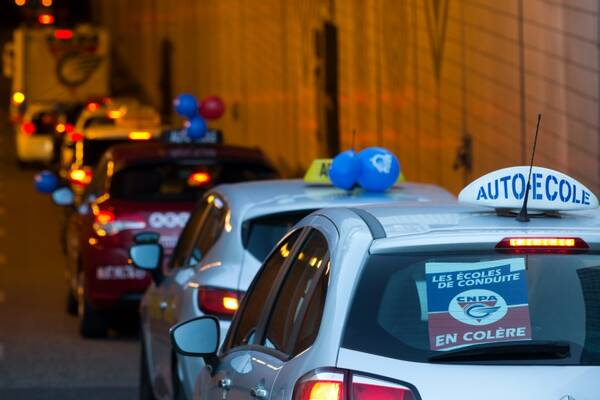 AUTO ECOLE
LES ÉCOLES DE CONDUITE
CNPA
EN COLÈRE